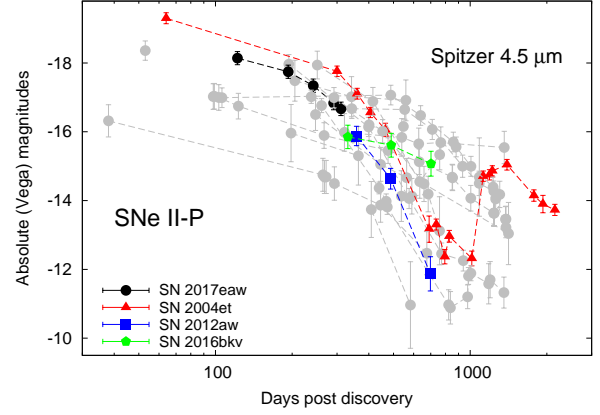 Spitzer 4.5 μm
-18
-16
-14
-12
-10
Absolute (Vega) magnitudes
SNe II-P
SN 2017eaw
SN 2004et
SN 2012aw
SN 2016bkv
100
1000
Days post discovery